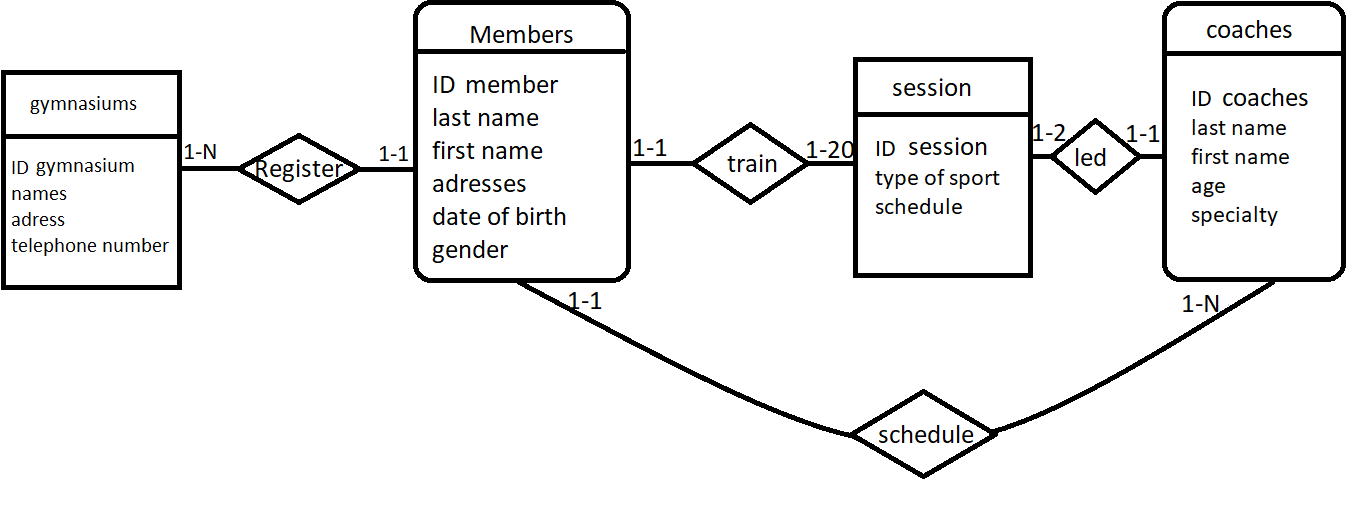 gymnasiums
ID gymnasium
names
adress
telephone number
1-N
Register
1-1
Members
ID member
last name
first name
adresses
date of birth
gender
1-1
train
1-20
session
ID session
type of sport
schedule
1-2
led
1-1
coaches
ID coaches
last name
first name
age
specialty
1-1
schedule
1-N